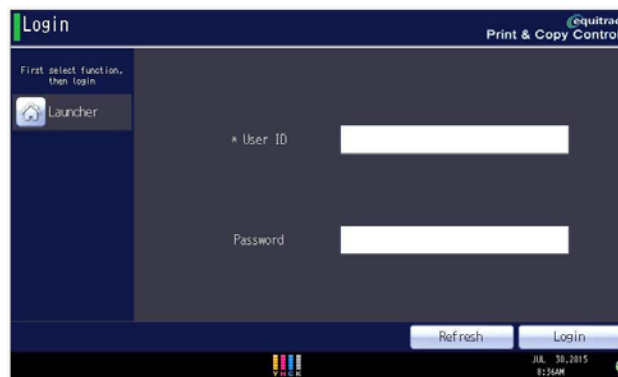 Login
equitrac
Print & Copy Control
First select function,
then login
Launcher
* User ID
Password
Refresh
Login
Y M C K
JUL 30,2015
8:36AM